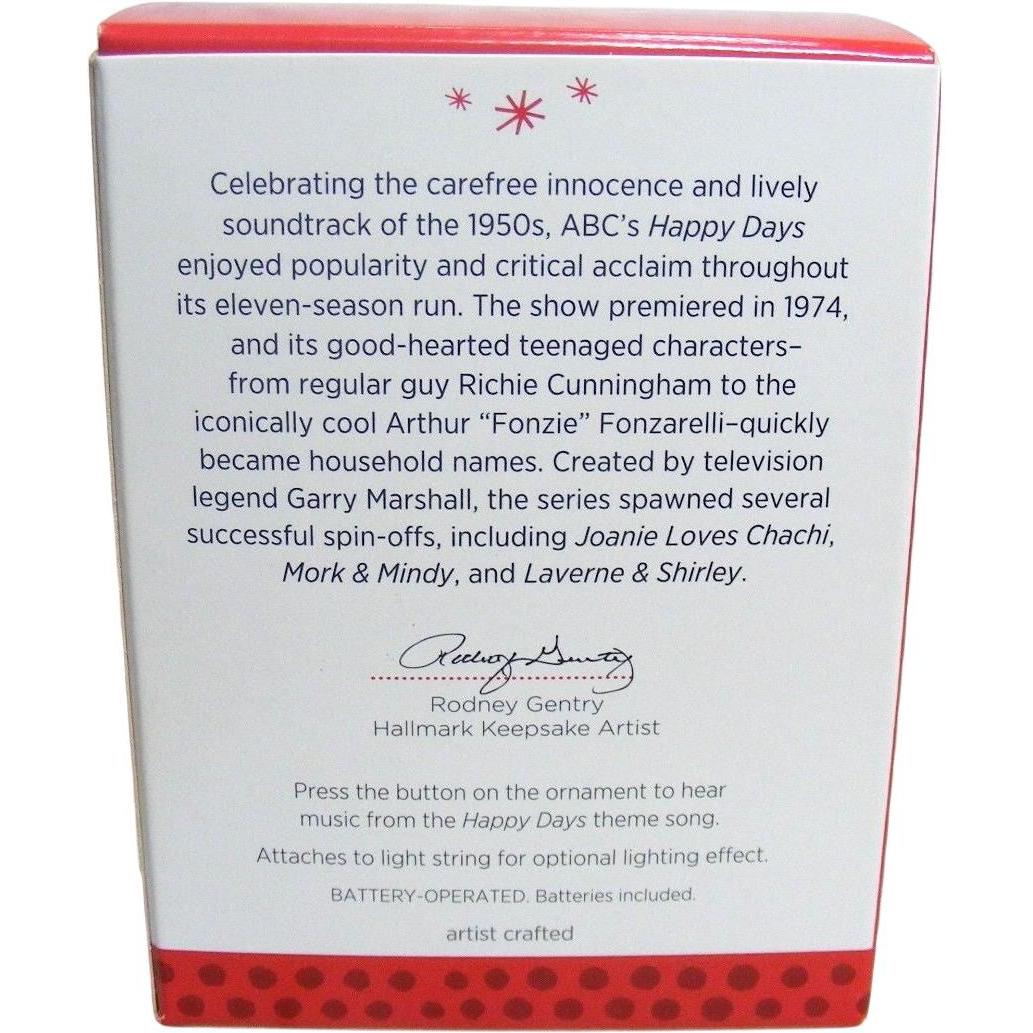 Celebrating the carefree innocence and lively
soundtrack of the 1950s, ABC's Happy Days
enjoyed popularity and critical acclaim throughout
its eleven-season run. The show premiered in 1974,
and its good-hearted teenaged characters–
from regular guy Richie Cunningham to the
iconically cool Arthur "Fonzie" Fonzarelli–quickly
became household names. Created by television
legend Garry Marshall, the series spawned several
successful spin-offs, including Joanie Loves Chachi,
Mork & Mindy, and Laverne & Shirley.
Rodney Gentry
Rodney Gentry
Hallmark Keepsake Artist
Press the button on the ornament to hear
music from the Happy Days theme song.
Attaches to light string for optional lighting effect.
BATTERY-OPERATED. Batteries included.
artist crafted